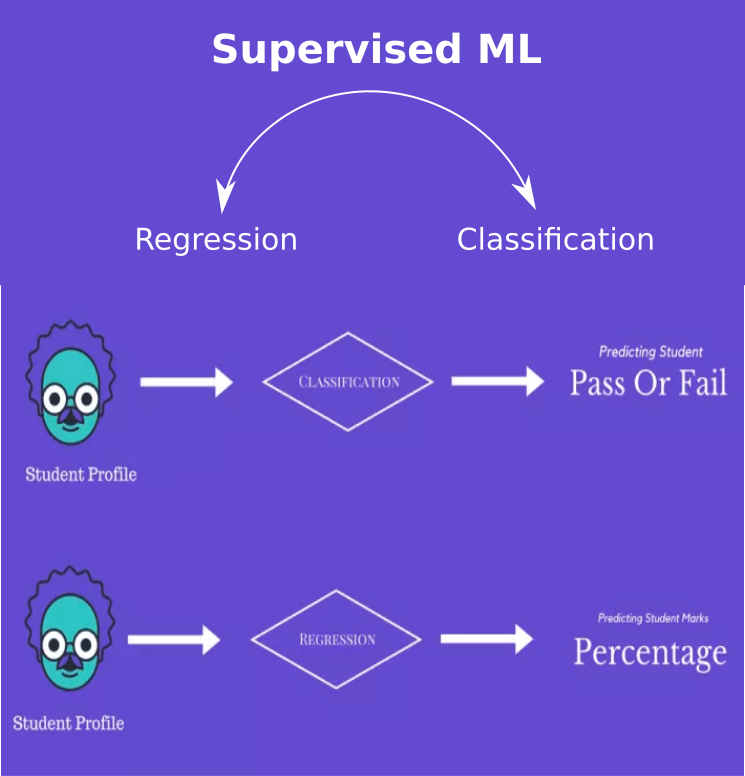 Supervised ML
Regression
Classification
CLASSIFICATION
Predicting Student
Pass Or Fail
Student Profile
REGRESSION
Predicting Student Marks
Percentage
Student Profile